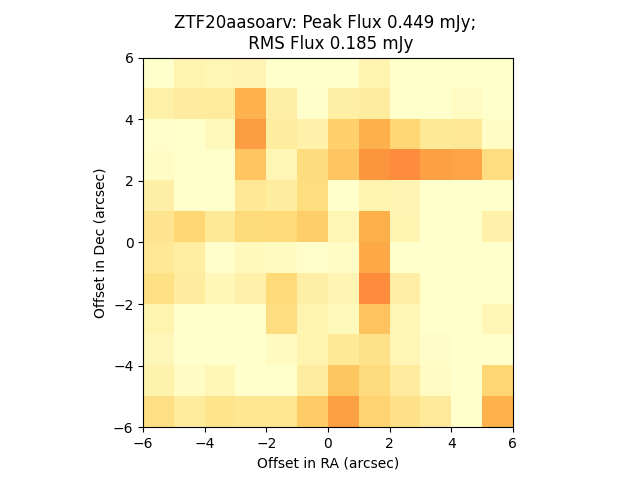 ZTF20aasoarv: Peak Flux 0.449 mJy;
RMS Flux 0.185 mJy
6
4
2
0
−2
−4
−6
Offset in Dec (arcsec)
−6 −4 −2 0 2 4 6
Offset in RA (arcsec)